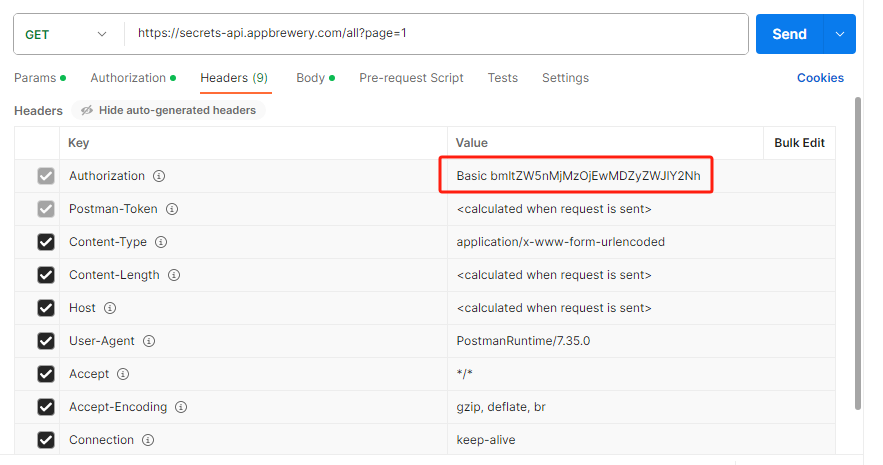 GET https://secrets-api.appbrewery.com/all?page=1 Send
Params Authorization Headers (9) Body Pre-request Script Tests Settings Cookies
Headers Hide auto-generated headers
Key Value Bulk Edit
Authorization Basic bmltZW5nMjMzOjEwMDZyZWJlY2Nh
Postman-Token <calculated when request is sent>
Content-Type application/x-www-form-urlencoded
Content-Length <calculated when request is sent>
Host <calculated when request is sent>
User-Agent PostmanRuntime/7.35.0
Accept */*
Accept-Encoding gzip, deflate, br
Connection keep-alive